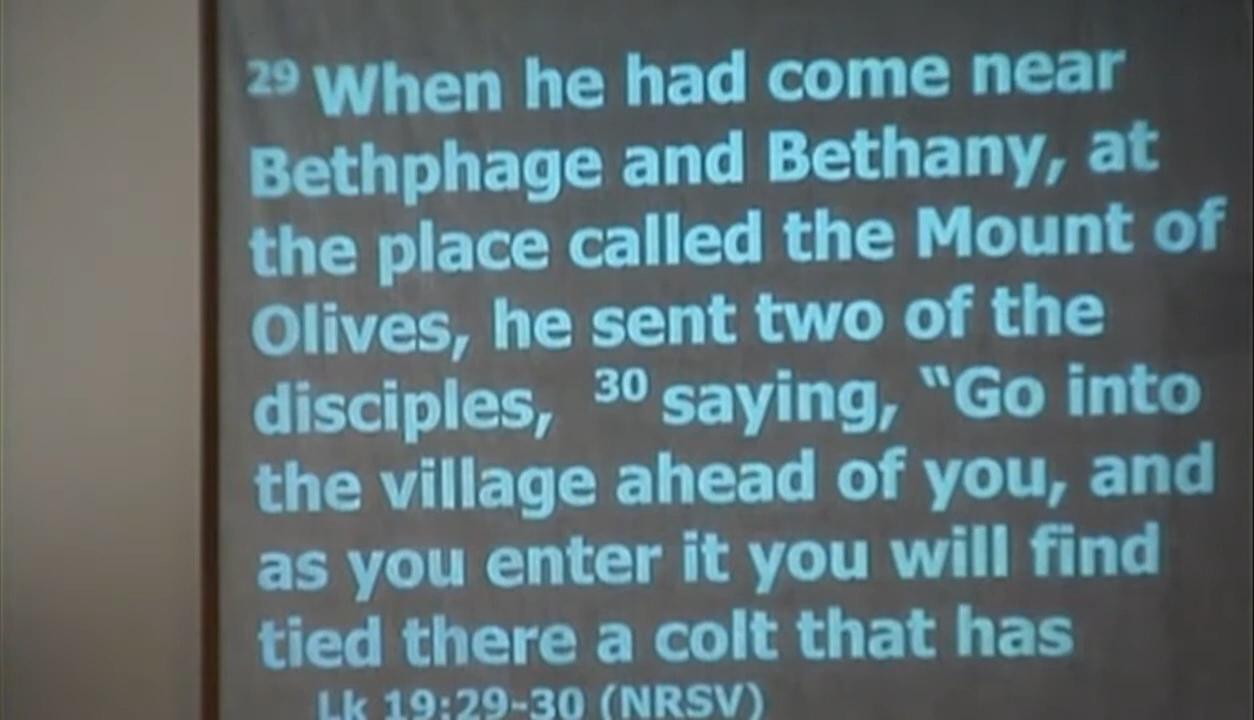 29 When he had come near
Bethphage and Bethany, at
the place called the Mount of
Olives, he sent two of the
disciples, 30 saying, “Go into
the village ahead of you, and
as you enter it you will find
tied there a colt that has
Lk 19:29-30 (NRSV)